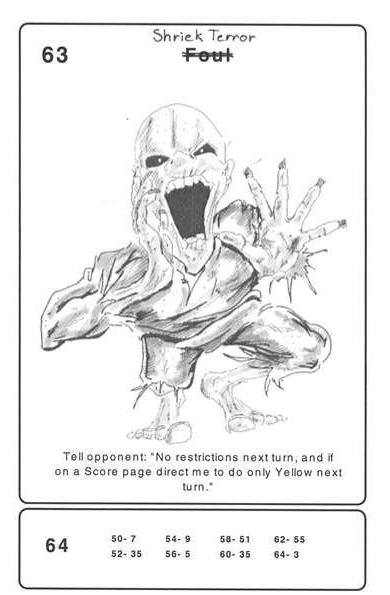 Shriek Terror
63
Foul
Tell opponent: "No restrictions next turn, and if
on a Score page direct me to do only Yellow next
turn."
64
50- 7 54- 9 58- 51 62- 55
52- 35 56- 5 60- 35 64- 3